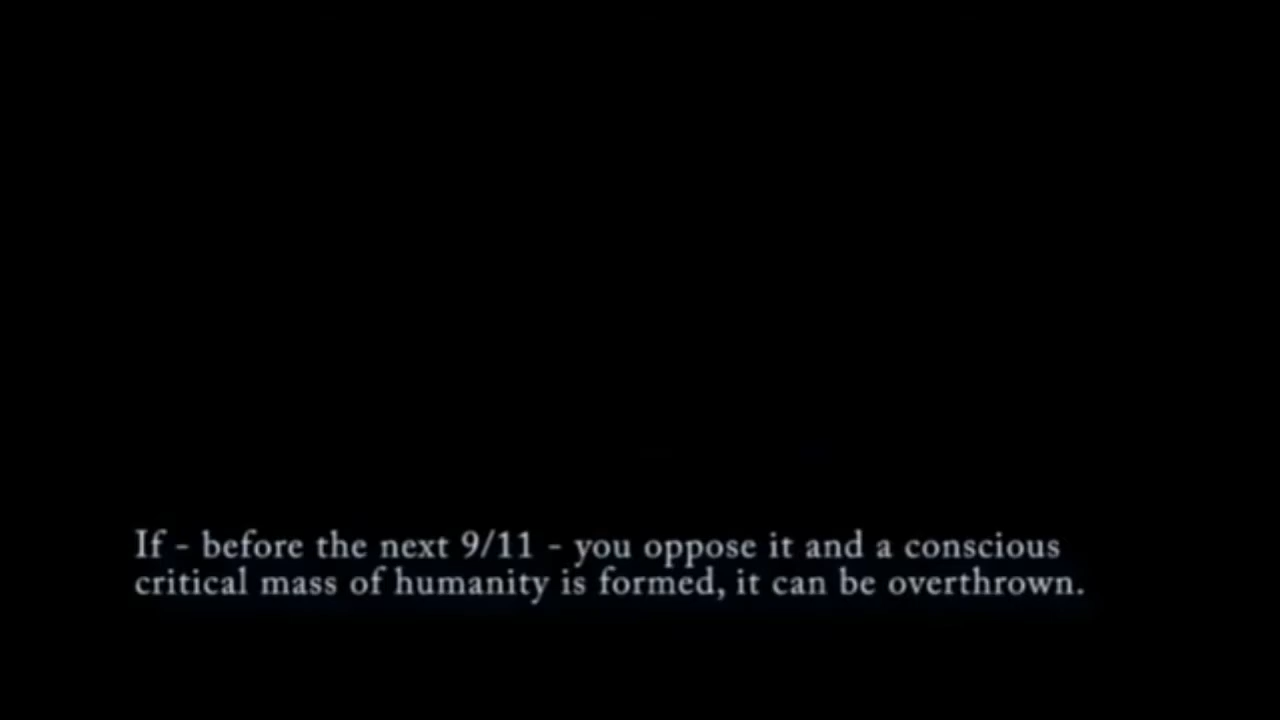 If - before the next 9/11 - you oppose it and a conscious
critical mass of humanity is formed, it can be overthrown.